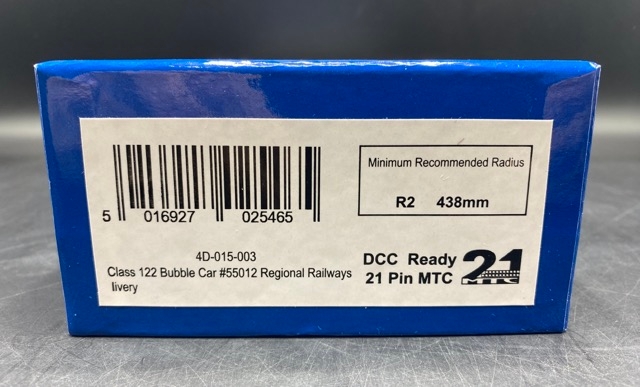 5 016927 025465
Minimum Recommended Radius
R2 438mm
4D-015-003
Class 122 Bubble Car #55012 Regional Railways
livery
DCC Ready
21 Pin MTC
21
MTC